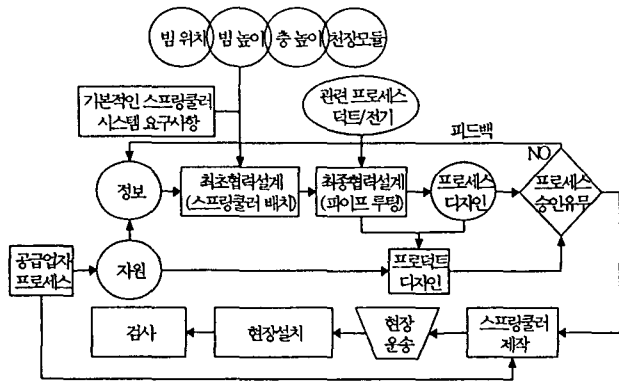 빔 위치 빔 높이 층 높이 천장모듈
기본적인 스프링쿨러
시스템 요구사항
관련 프로세스
덕트/전기
피드백
NO
정보
최초협력설계
(스프링쿨러 배치)
최종협력설계
(파이프 루팅)
프로세스
디자인
프로세스
승인유무
공급업자
프로세스
자원
프로덕트
디자인
검사
현장설치
현장
운송
스프링쿨러
제작